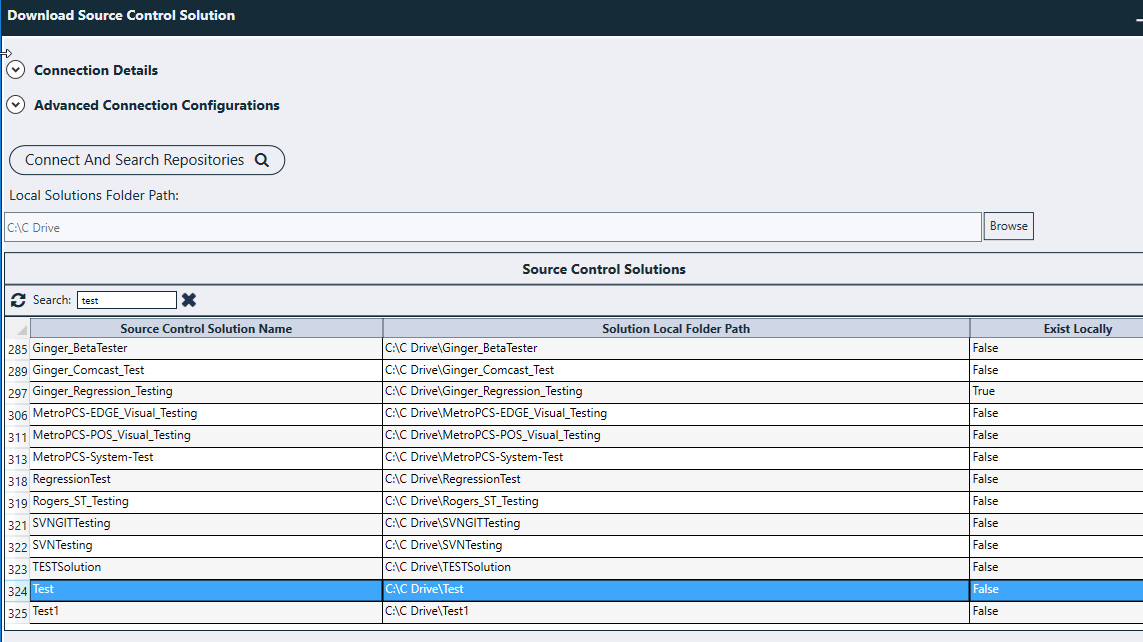 Download Source Control Solution
Connection Details
Advanced Connection Configurations
Connect And Search Repositories
Local Solutions Folder Path:
C:\C Drive Browse
Source Control Solutions
Search: test
Source Control Solution Name Solution Local Folder Path Exist Locally
285 Ginger_BetaTester C:\C Drive\Ginger_BetaTester False
289 Ginger_Comcast_Test C:\C Drive\Ginger_Comcast_Test False
297 Ginger_Regression_Testing C:\C Drive\Ginger_Regression_Testing True
306 MetroPCS-EDGE_Visual_Testing C:\C Drive\MetroPCS-EDGE_Visual_Testing False
311 MetroPCS-POS_Visual_Testing C:\C Drive\MetroPCS-POS_Visual_Testing False
313 MetroPCS-System-Test C:\C Drive\MetroPCS-System-Test False
318 RegressionTest C:\C Drive\RegressionTest False
319 Rogers_ST_Testing C:\C Drive\Rogers_ST_Testing False
321 SVNGITTesting C:\C Drive\SVNGITTesting False
322 SVNTesting C:\C Drive\SVNTesting False
323 TESTSolution C:\C Drive\TESTSolution False
324 Test C:\C Drive\Test False
325 Test1 C:\C Drive\Test1 False